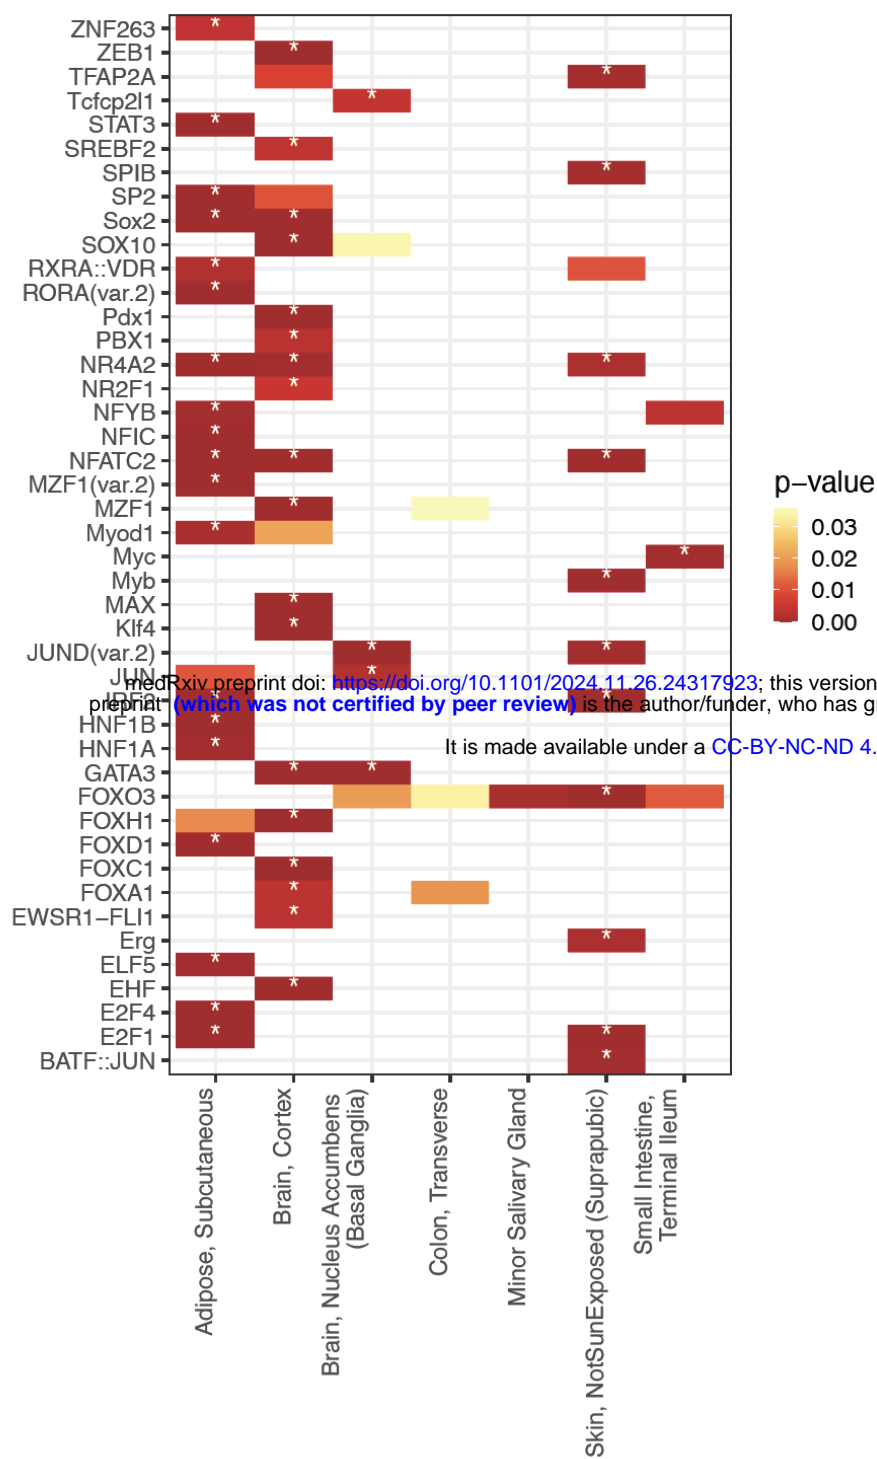 ZNF263
ZEB1
TFAP2A
Tcfcp2l1
STAT3
SREBF2
SPIB
SP2
Sox2
SOX10
RXRA::VDR
RORA(var.2)
Pdx1
PBX1
NR4A2
NR2F1
NFYB
NFIC
NFATC2
MZF1(var.2)
MZF1
Myod1
Myc
Myb
MAX
Klf4
JUND(var.2)
JUN
medRxiv preprint doi: https://doi.org/10.1101/2024.11.26.24317923; this version
preprint (which was not certified by peer review) is the author/funder, who has
HNF1B
HNF1A
It is made available under a CC-BY-NC-ND 4.
GATA3
FOXO3
FOXH1
FOXD1
FOXC1
FOXA1
EWSR1−FLI1
Erg
ELF5
EHF
E2F4
E2F1
BATF::JUN
p−value
0.03
0.02
0.01
0.00
Adipose, Subcutaneous
Brain, Cortex
Brain, Nucleus Accumbens
(Basal Ganglia)
Colon, Transverse
Minor Salivary Gland
Skin, NotSunExposed (Suprapubic)
Small Intestine,
Terminal Ileum